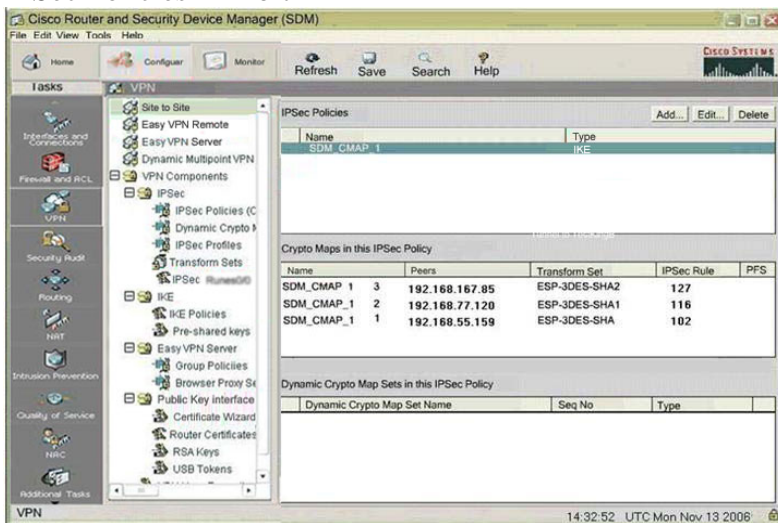 Cisco Router and Security Device Manager (SDM)
File Edit View Tools Help
Home
Configuer
Monitor
Refresh
Save
Search
Help
CISCO SYSTEMS
Tasks
VPN
Interfaces and Connections
Firewall and ACL
VPN
Security Audit
Routing
NAT
Intrusion Prevention
Quality of Service
NAC
Additional Tasks
Site to Site
Easy VPN Remote
Easy VPN Server
Dynamic Multipoint VPN
VPN Components
IPSec
IPSec Policies (C
Dynamic Crypto M
IPSec Profiles
Transform Sets
IPSec
IKE
IKE Policies
Pre-shared keys
Easy VPN Server
Group Policiies
Browser Proxy Se
Public Key interface
Certificate Wizard
Router Certificates
RSA Keys
USB Tokens
IPSec Policies
Add... Edit... Delete
Name Type
SDM_CMAP_1 IKE
Crypto Maps in this IPSec Policy
Name Peers Transform Set IPSec Rule PFS
SDM_CMAP 1 3 192.168.167.85 ESP-3DES-SHA2 127
SDM_CMAP_1 2 192.168.77.120 ESP-3DES-SHA1 116
SDM_CMAP_1 1 192.168.55.159 ESP-3DES-SHA 102
Dynamic Crypto Map Sets in this IPSec Policy
Dynamic Crypto Map Set Name Seq No Type
VPN
14:32:52 UTC Mon Nov 13 2006